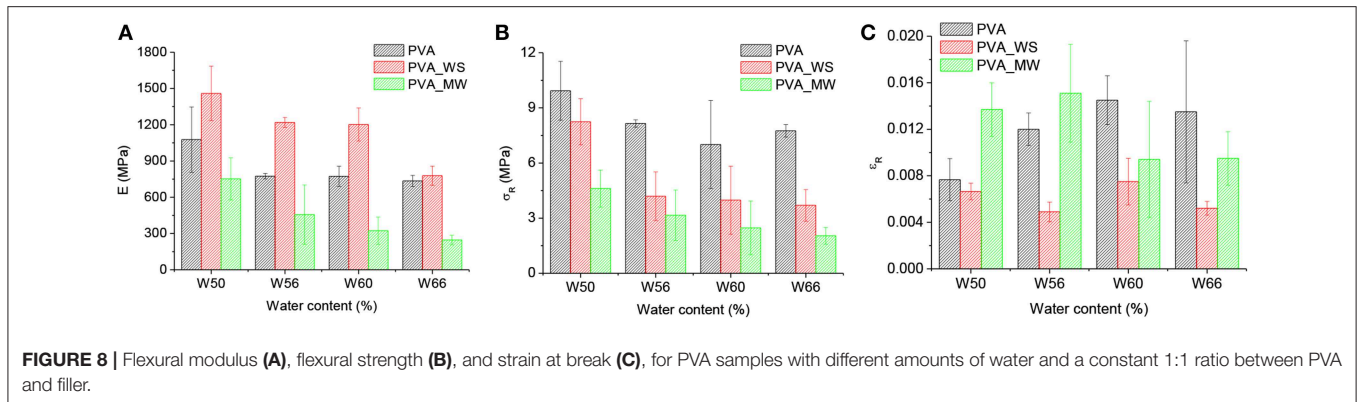 A
1800
1500
1200
900
600
300
0
E (MPa)
PVA
PVA_WS
PVA_MW
W50 W56 W60 W66
Water content (%)
B
12
9
6
3
0
σR (MPa)
PVA
PVA_WS
PVA_MW
W50 W56 W60 W66
Water content (%)
C
0.020
0.016
0.012
0.008
0.004
0.000
εR
PVA
PVA_WS
PVA_MW
W50 W56 W60 W66
Water content (%)
FIGURE 8 | Flexural modulus (A), flexural strength (B), and strain at break (C), for PVA samples with different amounts of water and a constant 1:1 ratio between PVA
and filler.